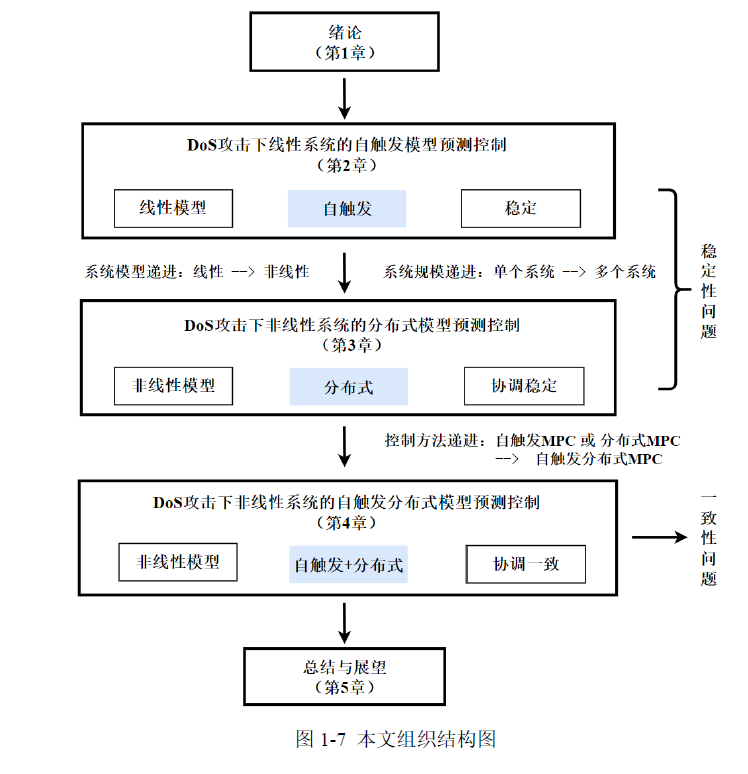 绪论
（第1章）
DoS攻击下线性系统的自触发模型预测控制
（第2章）
线性模型
自触发
稳定
系统模型递进：线性 --> 非线性
系统规模递进：单个系统 --> 多个系统
稳定性问题
DoS攻击下非线性系统的分布式模型预测控制
（第3章）
非线性模型
分布式
协调稳定
控制方法递进：自触发MPC 或 分布式MPC
--> 自触发分布式MPC
DoS攻击下非线性系统的自触发分布式模型预测控制
（第4章）
非线性模型
自触发+分布式
协调一致
一致性问题
总结与展望
（第5章）
图 1-7 本文组织结构图